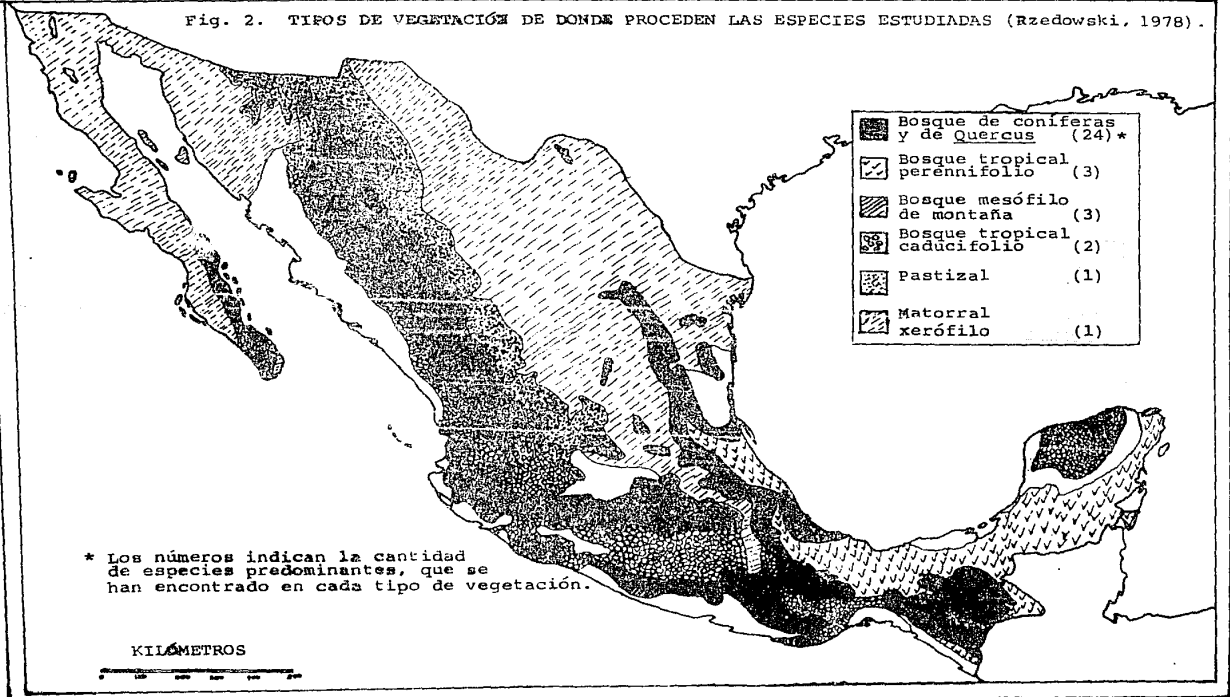 Fig. 2. TIPOS DE VEGETACIÓN DE DONDE PROCEDEN LAS ESPECIES ESTUDIADAS (Rzedowski, 1978).
Bosque de coníferas
y de Quercus (24)*
Bosque tropical
perennifolio (3)
Bosque mesófilo
de montaña (3)
Bosque tropical
caducifolio (2)
Pastizal (1)
Matorral
xerófilo (1)
* Los números indican la cantidad
de especies predominantes, que se
han encontrado en cada tipo de vegetación.
KILÓMETROS